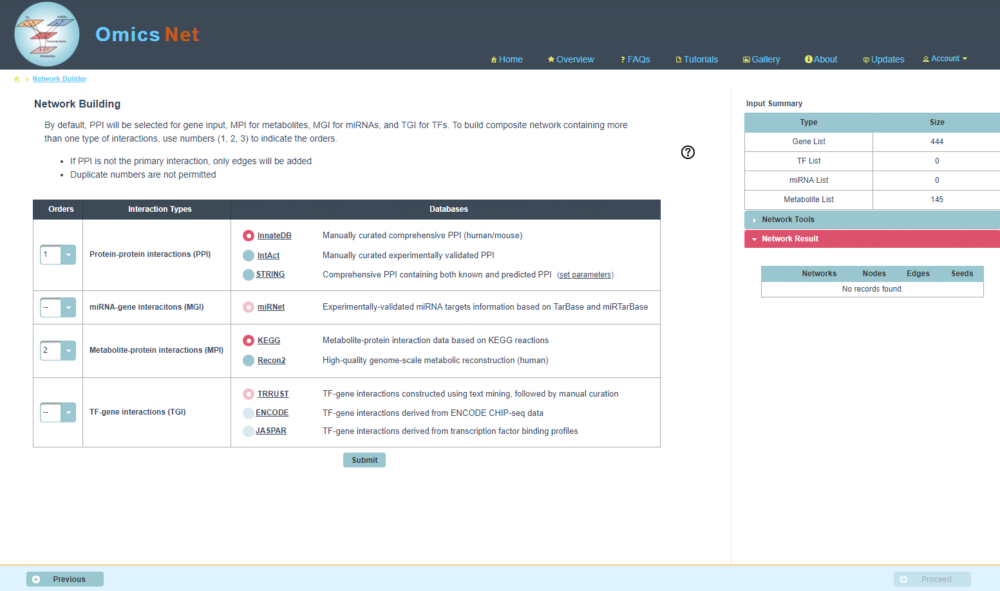 TFs miRNAs
Genes/proteins
Metabolites
Omics Net
Home Overview ? FAQs Tutorials Gallery About Updates Account
Network Builder
Network Building
By default, PPI will be selected for gene input, MPI for metabolites, MGI for miRNAs, and TGI for TFs. To build composite network containing more
than one type of interactions, use numbers (1, 2, 3) to indicate the orders.
• If PPI is not the primary interaction, only edges will be added
• Duplicate numbers are not permitted
Orders Interaction Types Databases
1 Protein-protein interactions (PPI)
InnateDB Manually curated comprehensive PPI (human/mouse)
IntAct Manually curated experimentally validated PPI
STRING Comprehensive PPI containing both known and predicted PPI (set parameters)
-- miRNA-gene interacitons (MGI) miRNet Experimentally-validated miRNA targets information based on TarBase and miRTarBase
2 Metabolite-protein interactions (MPI)
KEGG Metabolite-protein interaction data based on KEGG reactions
Recon2 High-quality genome-scale metabolic reconstruction (human)
-- TF-gene interactions (TGI)
TRRUST TF-gene interactions constructed using text mining, followed by manual curation
ENCODE TF-gene interactions derived from ENCODE CHIP-seq data
JASPAR TF-gene interactions derived from transcription factor binding profiles
Submit
Input Summary
Type Size
Gene List 444
TF List 0
miRNA List 0
Metabolite List 145
Network Tools
Network Result
Networks Nodes Edges Seeds
No records found.
Previous Proceed